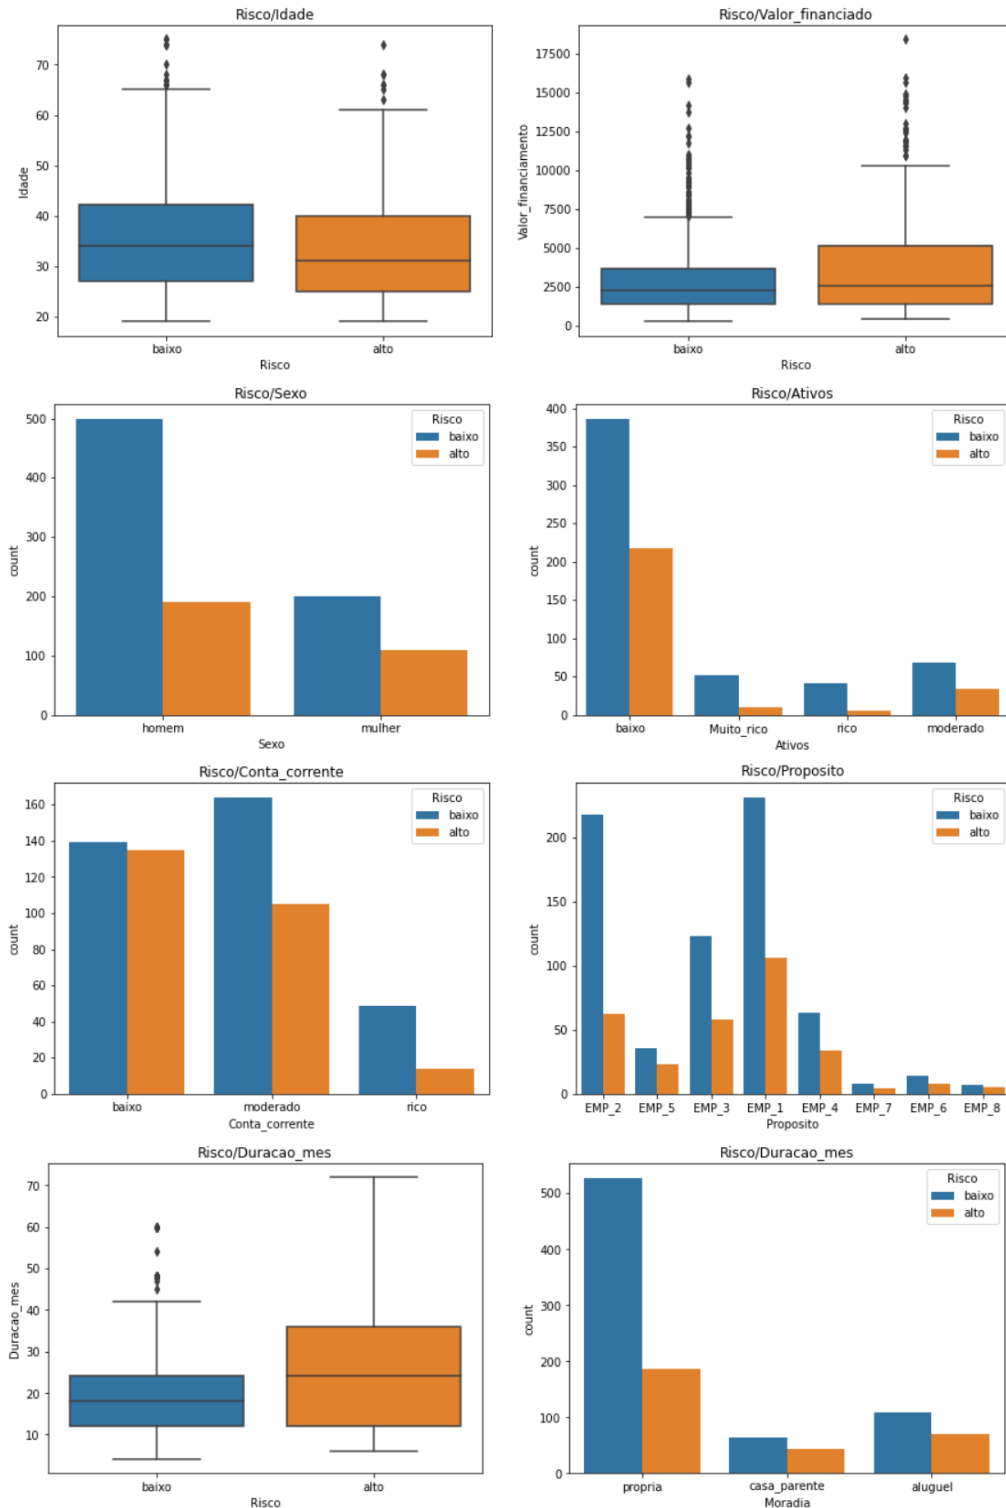 Risco/Idade
Idade
70
60
50
40
30
20
baixo
alto
Risco
Risco/Valor_financiado
Valor_financiamento
17500
15000
12500
10000
7500
5000
2500
0
baixo
alto
Risco
Risco/Sexo
Risco
baixo
alto
count
500
400
300
200
100
0
homem
mulher
Sexo
Risco/Ativos
Risco
baixo
alto
count
400
350
300
250
200
150
100
50
0
baixo
Muito_rico
rico
moderado
Ativos
Risco/Conta_corrente
Risco
baixo
alto
count
160
140
120
100
80
60
40
20
0
baixo
moderado
rico
Conta_corrente
Risco/Proposito
Risco
baixo
alto
count
200
150
100
50
0
EMP_2
EMP_5
EMP_3
EMP_1
EMP_4
EMP_7
EMP_6
EMP_8
Proposito
Risco/Duracao_mes
Duracao_mes
70
60
50
40
30
20
10
baixo
alto
Risco
Risco/Duracao_mes
Risco
baixo
alto
count
500
400
300
200
100
0
propria
casa_parente
aluguel
Moradia